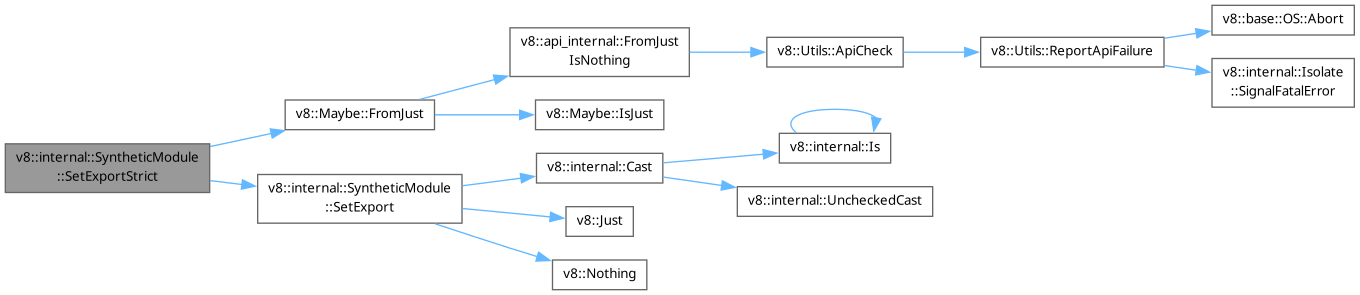 v8::internal::SyntheticModule
::SetExportStrict
v8::Maybe::FromJust
v8::api_internal::FromJust
IsNothing
v8::Utils::ApiCheck
v8::Utils::ReportApiFailure
v8::base::OS::Abort
v8::internal::Isolate
::SignalFatalError
v8::Maybe::IsJust
v8::internal::SyntheticModule
::SetExport
v8::internal::Cast
v8::internal::Is
v8::internal::UncheckedCast
v8::Just
v8::Nothing